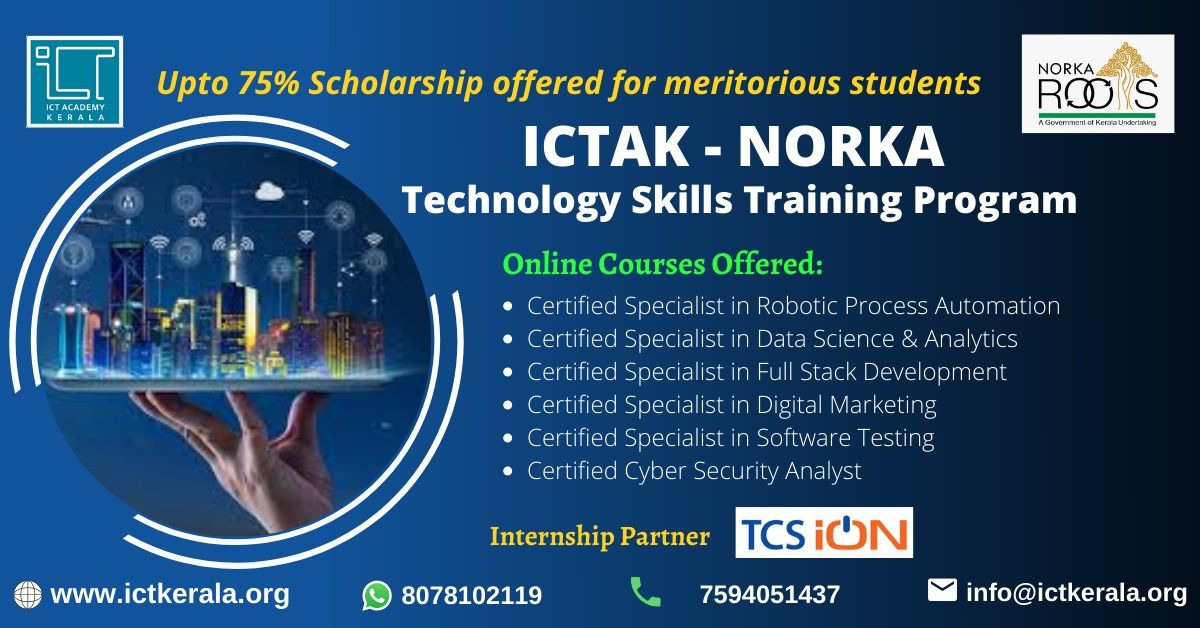 ICT
ICT ACADEMY
KERALA
Upto 75% Scholarship offered for meritorious students
NORKA
ROOTS
A Government of Kerala Undertaking
ICTAK - NORKA
Technology Skills Training Program
Online Courses Offered:
• Certified Specialist in Robotic Process Automation
• Certified Specialist in Data Science & Analytics
• Certified Specialist in Full Stack Development
• Certified Specialist in Digital Marketing
• Certified Specialist in Software Testing
• Certified Cyber Security Analyst
Internship Partner TCS iON
www.ictkerala.org 8078102119 7594051437 info@ictkerala.org